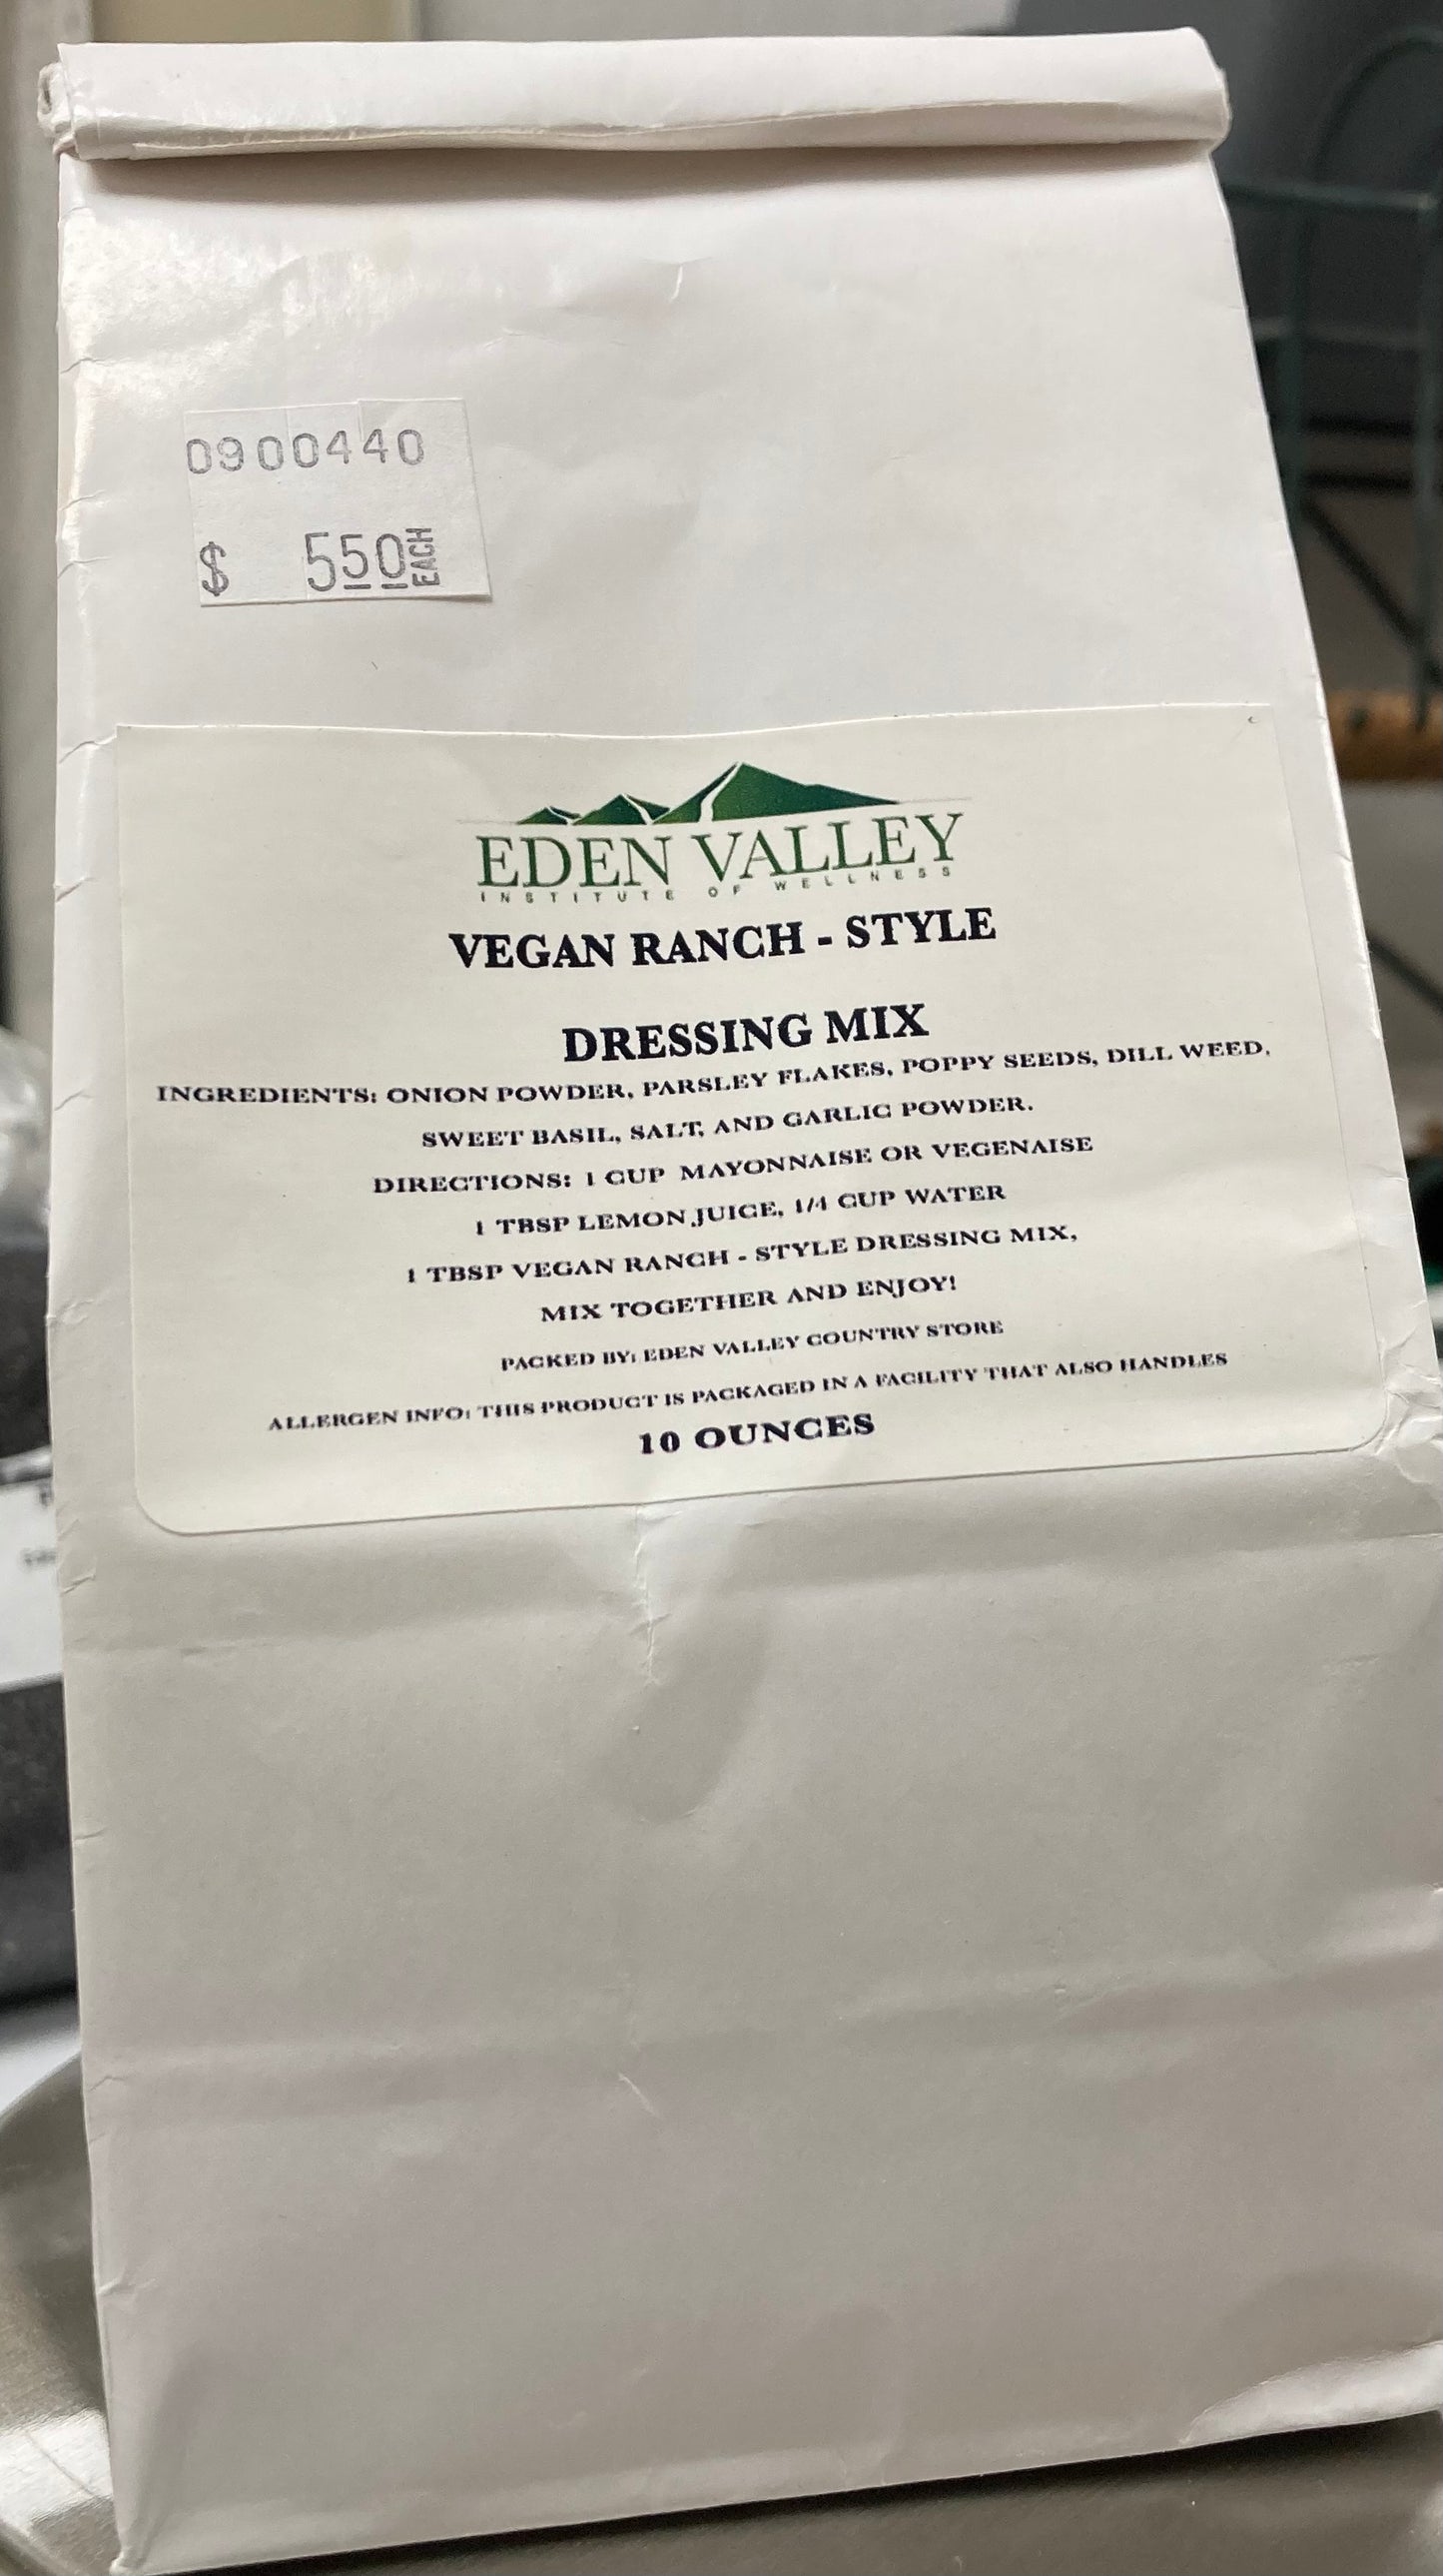 0900440
$ 550 EACH
EDEN VALLEY
INSTITUTE OF WELLNESS
VEGAN RANCH - STYLE
DRESSING MIX
INGREDIENTS: ONION POWDER, PARSLEY FLAKES, POPPY SEEDS, DILL WEED,
SWEET BASIL, SALT, AND GARLIC POWDER.
DIRECTIONS: 1 CUP MAYONNAISE OR VEGENAISE
1 TBSP LEMON JUICE, 1/4 CUP WATER
1 TBSP VEGAN RANCH - STYLE DRESSING MIX,
MIX TOGETHER AND ENJOY!
PACKED BY: EDEN VALLEY COUNTRY STORE
ALLERGEN INFO: THIS PRODUCT IS PACKAGED IN A FACILITY THAT ALSO HANDLES
10 OUNCES